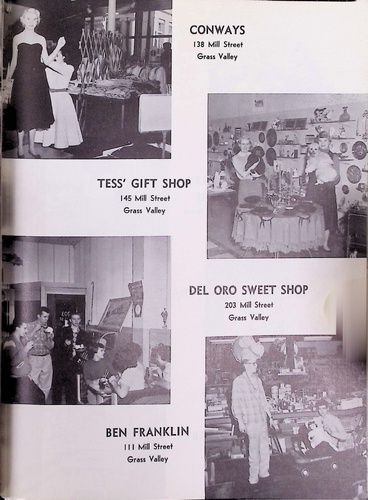 CONWAYS
138 Mill Street
Grass Valley
TESS' GIFT SHOP
145 Mill Street
Grass Valley
DEL ORO SWEET SHOP
203 Mill Street
Grass Valley
BEN FRANKLIN
111 Mill Street
Grass Valley